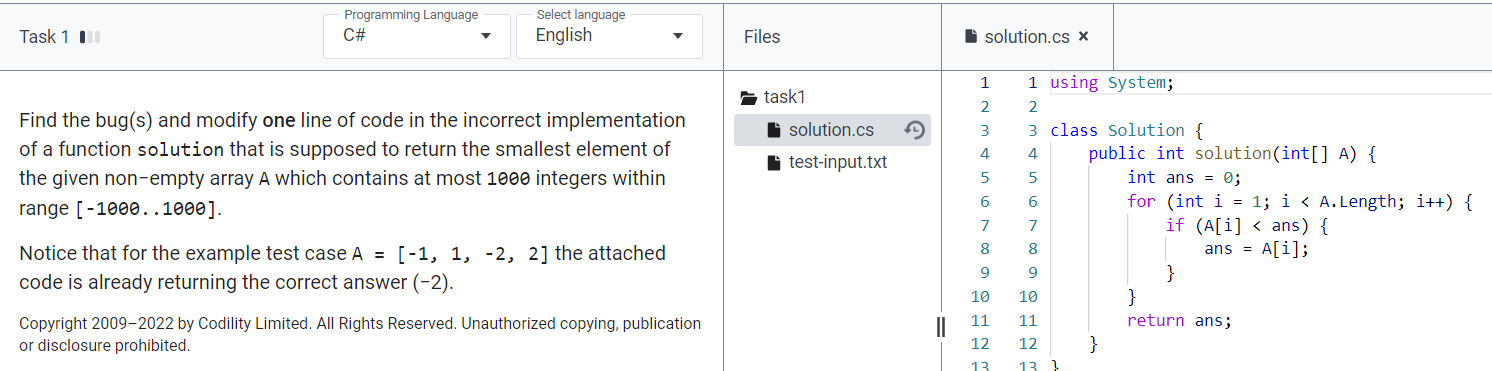 Task 1
Programming Language
C#
Select language
English
Files
solution.cs ×
Find the bug(s) and modify one line of code in the incorrect implementation
of a function solution that is supposed to return the smallest element of
the given non-empty array A which contains at most 1000 integers within
range [-1000..1000].
Notice that for the example test case A = [-1, 1, -2, 2] the attached
code is already returning the correct answer (−2).
Copyright 2009–2022 by Codility Limited. All Rights Reserved. Unauthorized copying, publication
or disclosure prohibited.
task1
solution.cs
test-input.txt
1 1 using System;
2 2
3 3 class Solution {
4 4     public int solution(int[] A) {
5 5         int ans = 0;
6 6         for (int i = 1; i < A.Length; i++) {
7 7             if (A[i] < ans) {
8 8                 ans = A[i];
9 9             }
10 10         }
11 11         return ans;
12 12     }
13 13 }